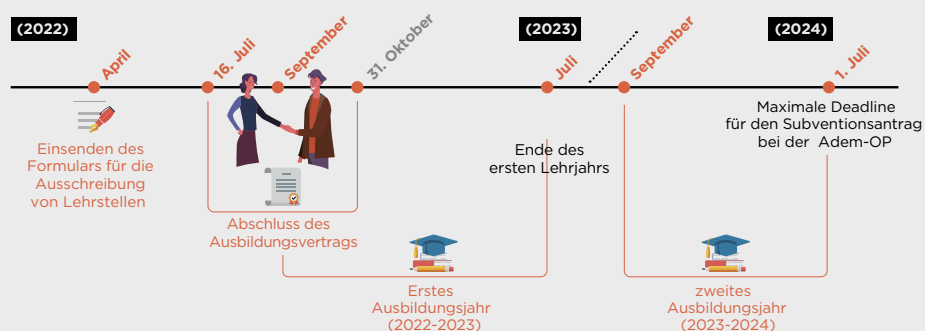 (2022)
(2023)
(2024)
April
16. Juli
September
31. Oktober
Juli
September
1. Juli
Einsenden des
Formulars für die
Ausschreibung
von Lehrstellen
Abschluss des
Ausbildungsvertrags
Ende des
ersten Lehrjahrs
Maximale Deadline
für den Subventionsantrag
bei der Adem-OP
Erstes
Ausbildungsjahr
(2022-2023)
zweites
Ausbildungsjahr
(2023-2024)